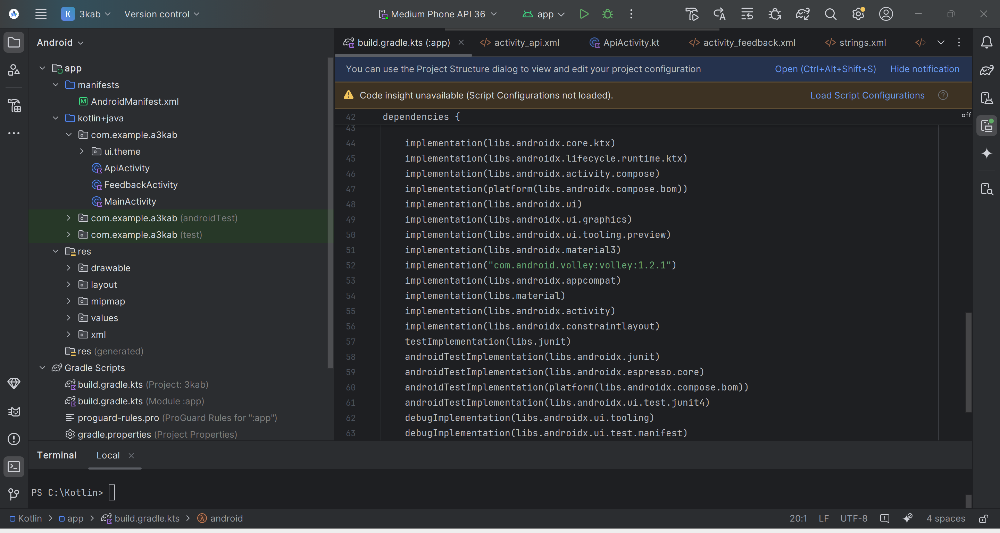 K 3kab Version control Medium Phone API 36 app
Android
app
manifests
AndroidManifest.xml
kotlin+java
com.example.a3kab
ui.theme
ApiActivity
FeedbackActivity
MainActivity
com.example.a3kab (androidTest)
com.example.a3kab (test)
res
drawable
layout
mipmap
values
xml
res (generated)
Gradle Scripts
build.gradle.kts (Project: 3kab)
build.gradle.kts (Module :app)
proguard-rules.pro (ProGuard Rules for ":app")
gradle.properties (Project Properties)
build.gradle.kts (:app) activity_api.xml ApiActivity.kt activity_feedback.xml strings.xml
You can use the Project Structure dialog to view and edit your project configuration Open (Ctrl+Alt+Shift+S) Hide notification
Code insight unavailable (Script Configurations not loaded). Load Script Configurations
42 dependencies { off
43
44 implementation(libs.androidx.core.ktx)
45 implementation(libs.androidx.lifecycle.runtime.ktx)
46 implementation(libs.androidx.activity.compose)
47 implementation(platform(libs.androidx.compose.bom))
48 implementation(libs.androidx.ui)
49 implementation(libs.androidx.ui.graphics)
50 implementation(libs.androidx.ui.tooling.preview)
51 implementation(libs.androidx.material3)
52 implementation("com.android.volley:volley:1.2.1")
53 implementation(libs.androidx.appcompat)
54 implementation(libs.material)
55 implementation(libs.androidx.activity)
56 implementation(libs.androidx.constraintlayout)
57 testImplementation(libs.junit)
58 androidTestImplementation(libs.androidx.junit)
59 androidTestImplementation(libs.androidx.espresso.core)
60 androidTestImplementation(platform(libs.androidx.compose.bom))
61 androidTestImplementation(libs.androidx.ui.test.junit4)
62 debugImplementation(libs.androidx.ui.tooling)
63 debugImplementation(libs.androidx.ui.test.manifest)
Terminal Local
PS C:\Kotlin>
Kotlin > app > build.gradle.kts > android 20:1 LF UTF-8 4 spaces